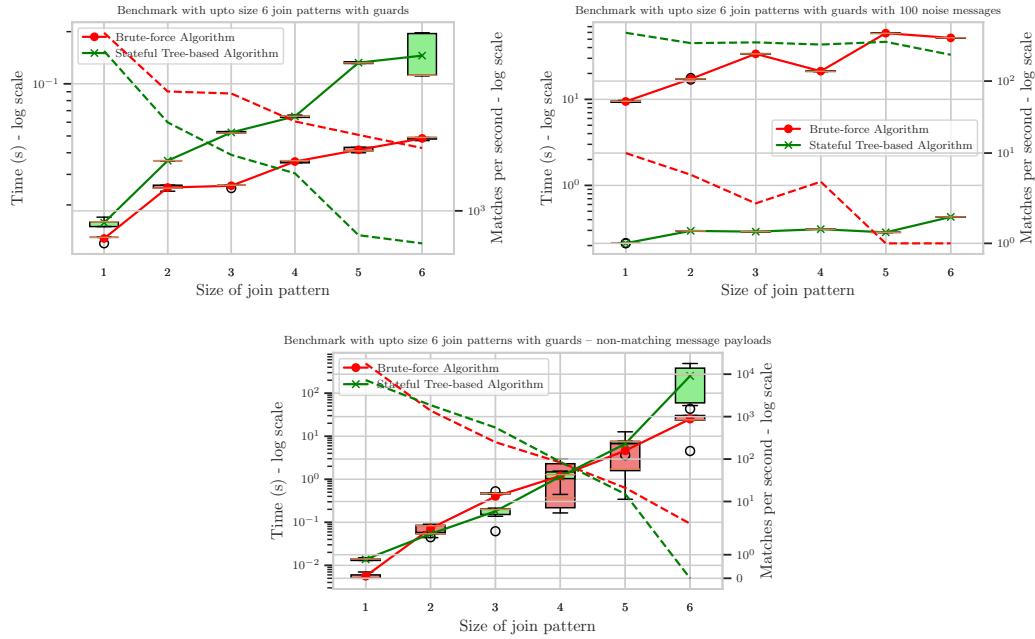 Benchmark with upto size 6 join patterns with guards
Brute-force Algorithm
Stateful Tree-based Algorithm
Time (s) - log scale
10⁻¹
Matches per second - log scale
10³
1 2 3 4 5 6
Size of join pattern
Benchmark with upto size 6 join patterns with guards with 100 noise messages
Brute-force Algorithm
Stateful Tree-based Algorithm
Time (s) - log scale
10¹
10⁰
Matches per second - log scale
10²
10¹
10⁰
1 2 3 4 5 6
Size of join pattern
Benchmark with upto size 6 join patterns with guards – non-matching message payloads
Brute-force Algorithm
Stateful Tree-based Algorithm
Time (s) - log scale
10²
10¹
10⁰
10⁻¹
10⁻²
Matches per second - log scale
10⁴
10³
10²
10¹
10⁰
0
1 2 3 4 5 6
Size of join pattern